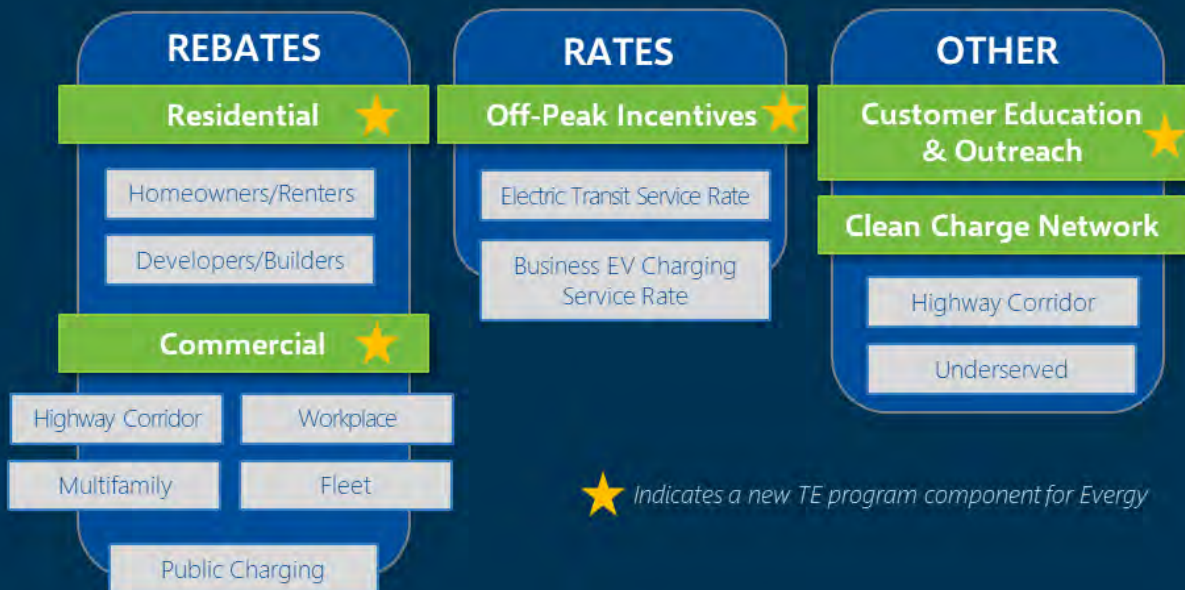 REBATES
Residential
Homeowners/Renters
Developers/Builders
Commercial
Highway Corridor
Workplace
Multifamily
Fleet
Public Charging
RATES
Off-Peak Incentives
Electric Transit Service Rate
Business EV Charging
Service Rate
OTHER
Customer Education
& Outreach
Clean Charge Network
Highway Corridor
Underserved
Indicates a new TE program component for Evergy